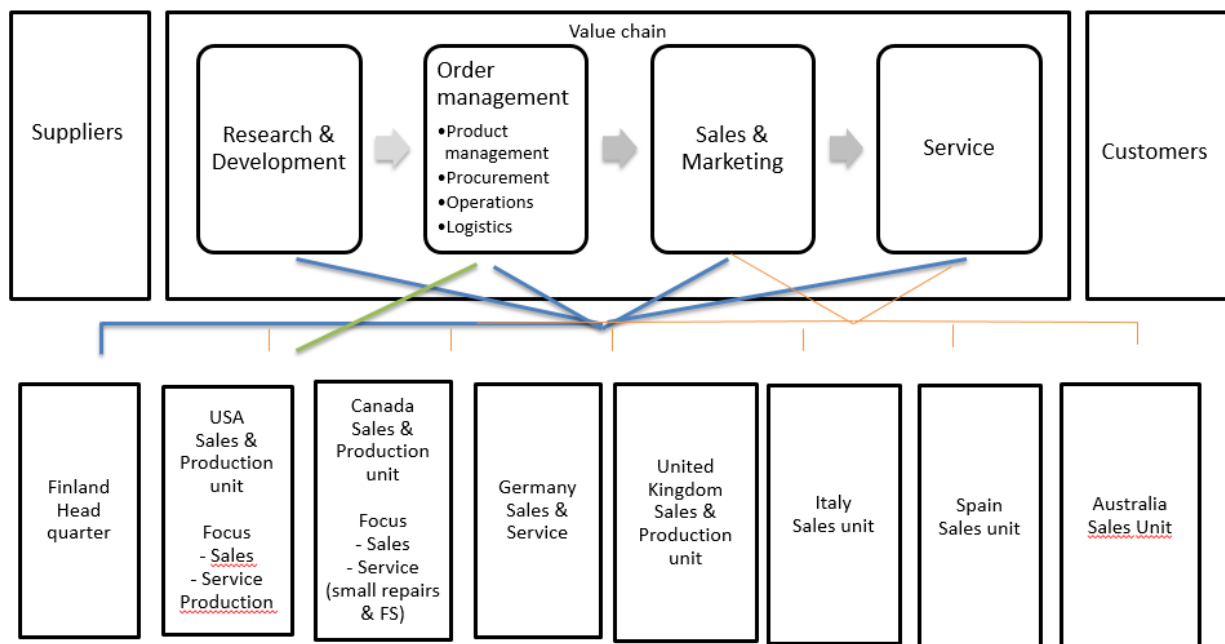 Value chain
Suppliers
Research &
Development
Order
management
•Product
management
•Procurement
•Operations
•Logistics
Sales &
Marketing
Service
Customers
Finland
Head
quarter
USA
Sales &
Production
unit
Focus
- Sales
- Service
Production
Canada
Sales &
Production
unit
Focus
- Sales
- Service
(small repairs
& FS)
Germany
Sales &
Service
United
Kingdom
Sales &
Production
unit
Italy
Sales unit
Spain
Sales unit
Australia
Sales Unit